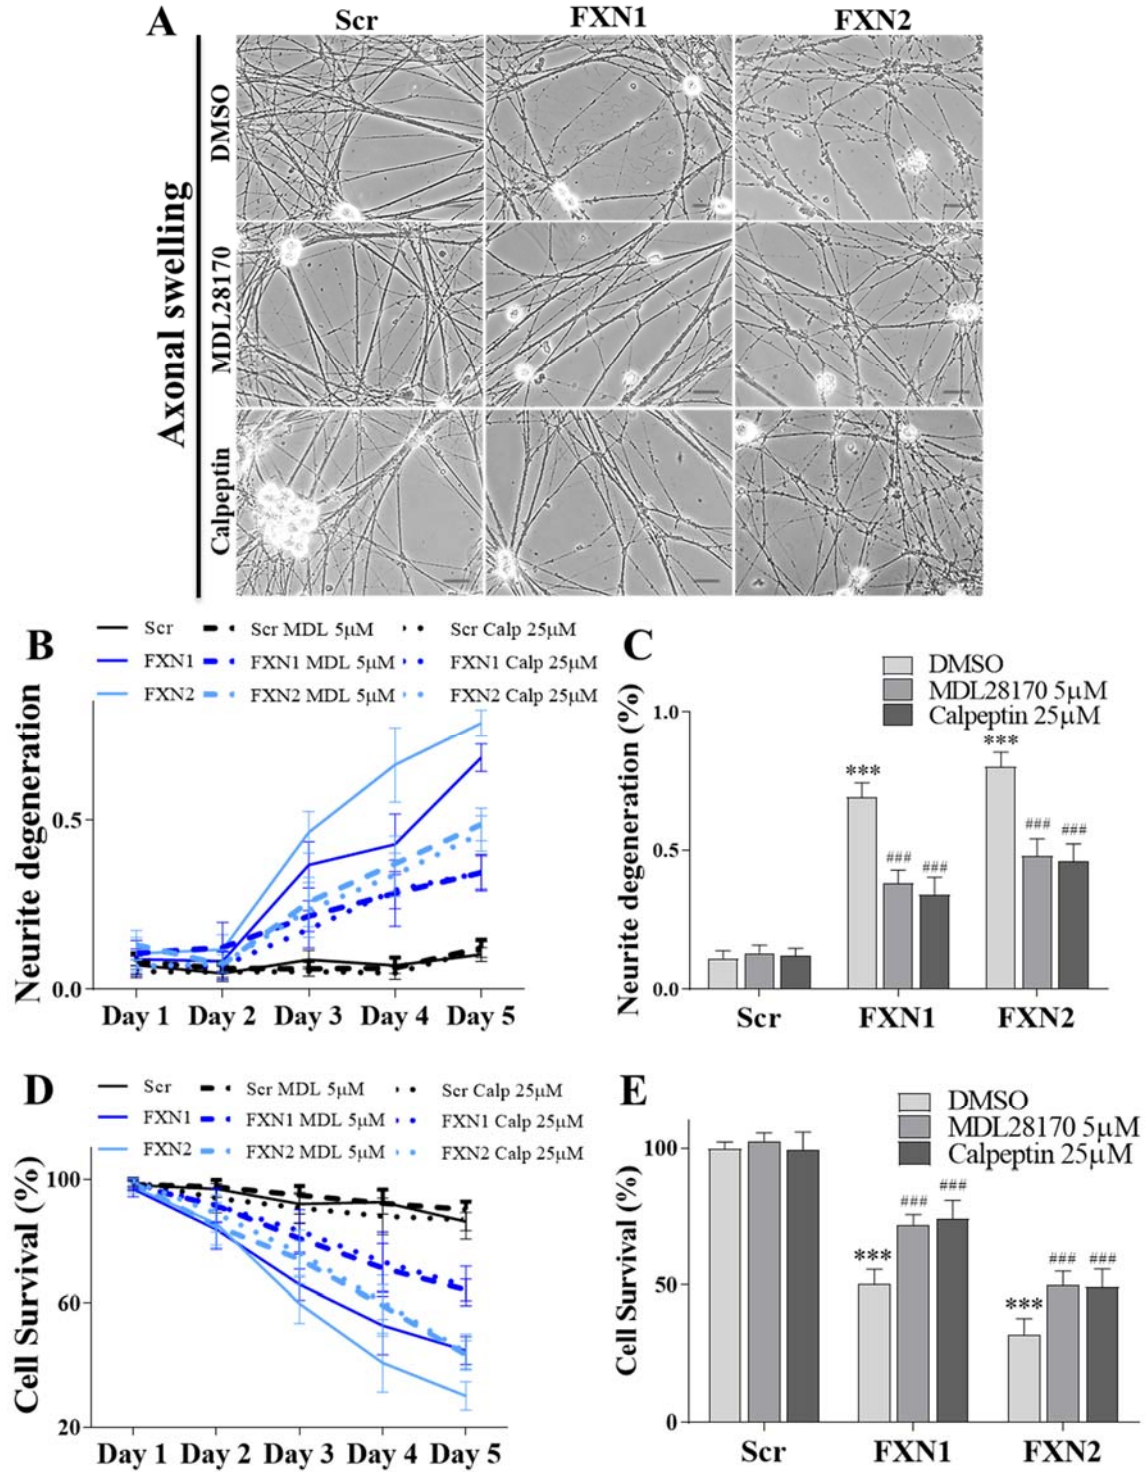 A
Scr
FXN1
FXN2
Axonal swelling
DMSO
MDL28170
Calpeptin
B
Scr
Scr MDL 5μM
Scr Calp 25μM
FXN1
FXN1 MDL 5μM
FXN1 Calp 25μM
FXN2
FXN2 MDL 5μM
FXN2 Calp 25μM
Neurite degeneration
0.5
0.0
Day 1
Day 2
Day 3
Day 4
Day 5
C
DMSO
MDL28170 5μM
Calpeptin 25μM
Neurite degeneration (%)
1.0
0.5
0.0
***
###
###
***
###
###
Scr
FXN1
FXN2
D
Scr
Scr MDL 5μM
Scr Calp 25μM
FXN1
FXN1 MDL 5μM
FXN1 Calp 25μM
FXN2
FXN2 MDL 5μM
FXN2 Calp 25μM
Cell Survival (%)
100
60
20
Day 1
Day 2
Day 3
Day 4
Day 5
E
DMSO
MDL28170 5μM
Calpeptin 25μM
Cell Survival (%)
100
50
0
***
###
###
***
###
###
Scr
FXN1
FXN2